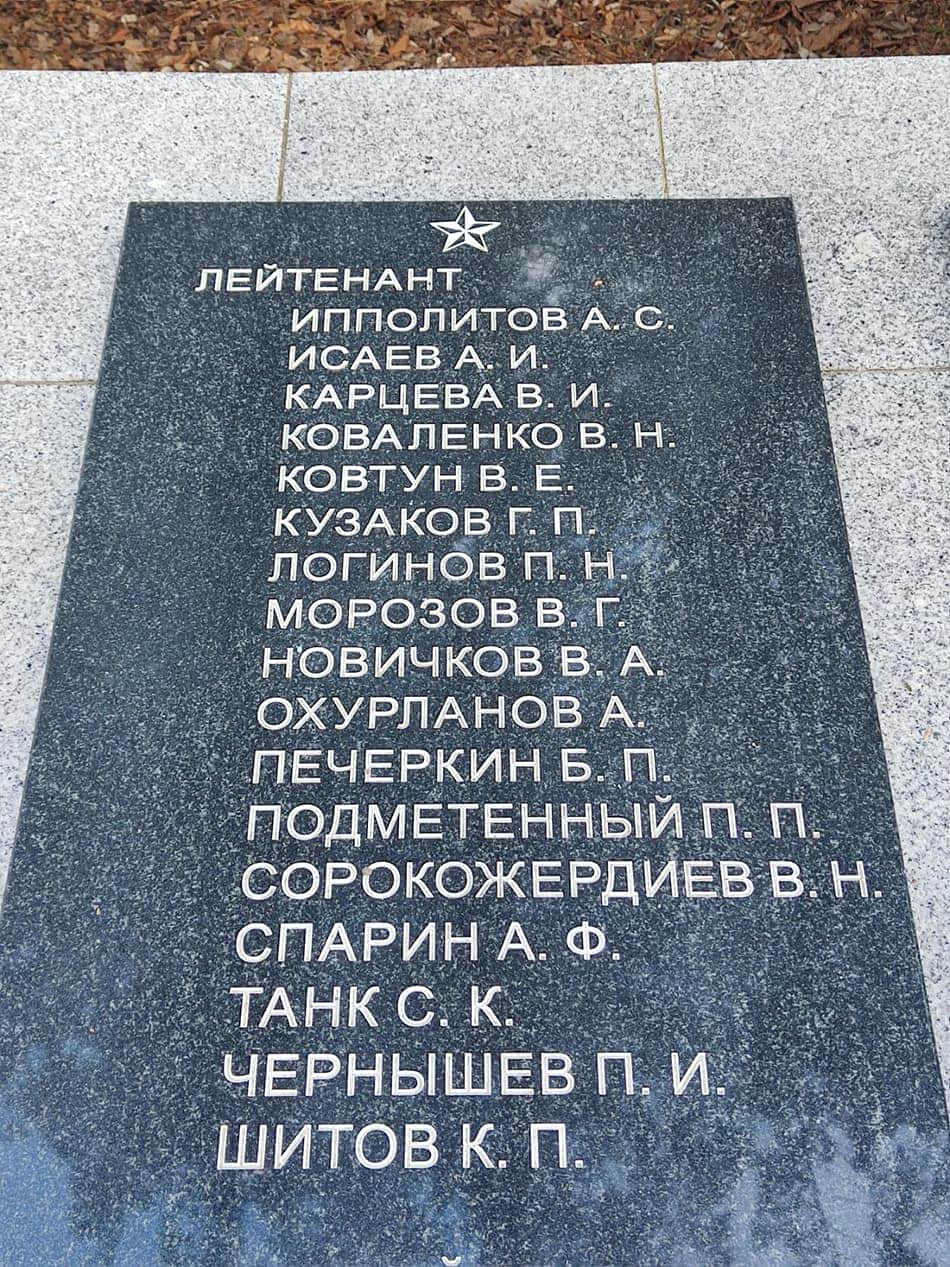 ЛЕЙТЕНАНТ
ИППОЛИТОВ А. С.
ИСАЕВ А. И.
КАРЦЕВА В. И.
КОВАЛЕНКО В. Н.
КОВТУН В. Е.
КУЗАКОВ Г. П.
ЛОГИНОВ П. Н.
МОРОЗОВ В. Г.
НОВИЧКОВ В. А.
ОХУРЛАНОВ А.
ПЕЧЕРКИН Б. П.
ПОДМЕТЕННЫЙ П. П.
СОРОКОЖЕРДИЕВ В. Н.
СПАРИН А. Ф.
ТАНК С. К.
ЧЕРНЫШЕВ П. И.
ШИТОВ К. П.